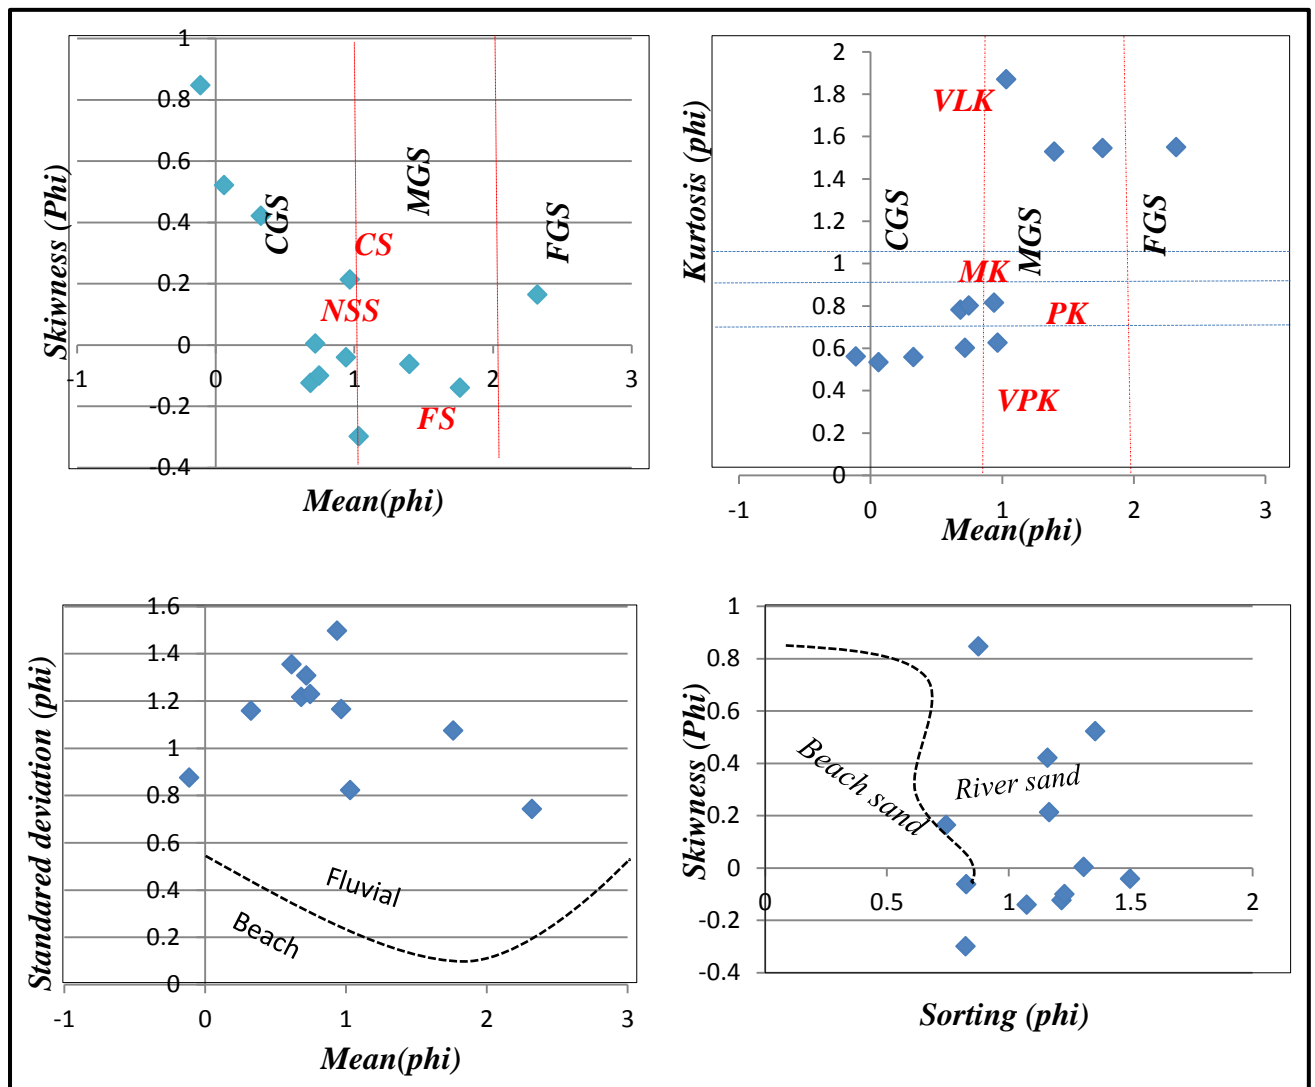 1
0.8
0.6
0.4
0.2
0
-0.2
-0.4
-1
0
1
2
3
Skiwness (Phi)
Mean(phi)
CGS
MGS
FGS
CS
NSS
FS
2
1.8
1.6
1.4
1.2
1
0.8
0.6
0.4
0.2
0
-1
0
1
2
3
Kurtosis (phi)
Mean(phi)
VLK
CGS
MGS
FGS
MK
PK
VPK
1.6
1.4
1.2
1
0.8
0.6
0.4
0.2
0
-1
0
1
2
3
Standared deviation (phi)
Mean(phi)
Fluvial
Beach
1
0.8
0.6
0.4
0.2
0
-0.2
-0.4
0
0.5
1
1.5
2
Skiwness (Phi)
Sorting (phi)
Beach sand
River sand